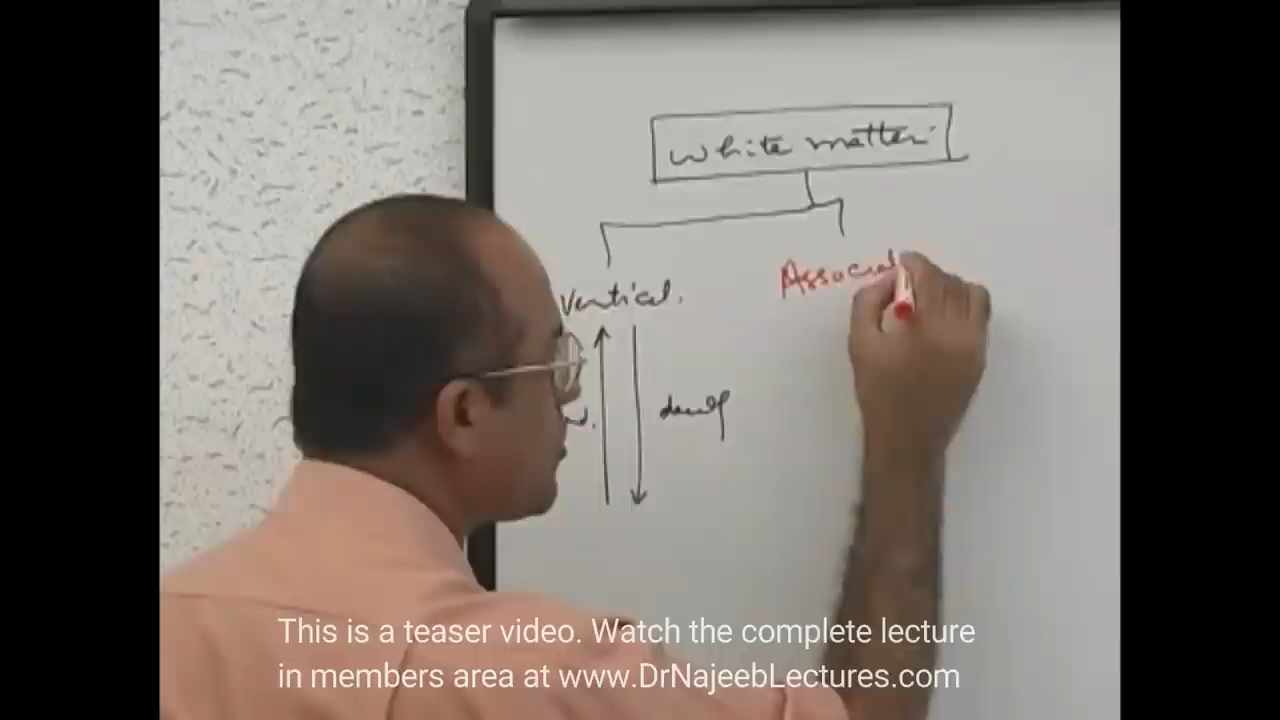 White matter
Vertical.
Associat
This is a teaser video. Watch the complete lecture
in members area at www.DrNajeebLectures.com